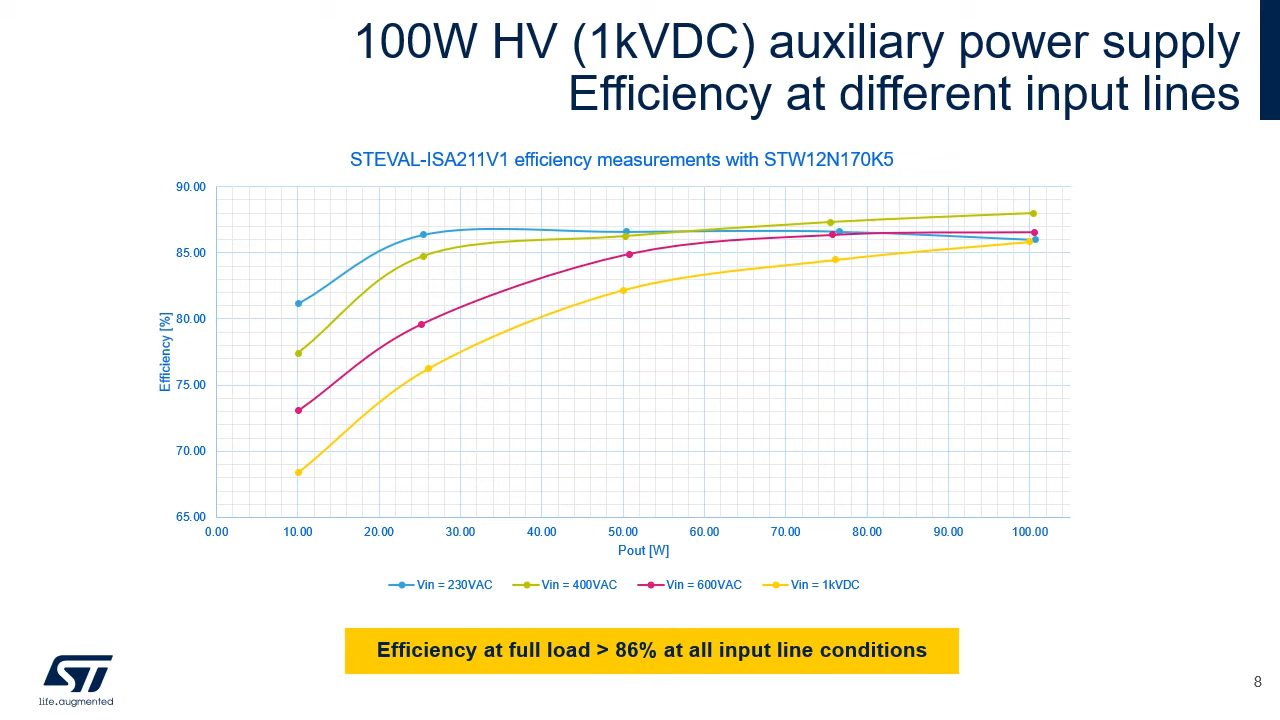 100W HV (1kVDC) auxiliary power supply
Efficiency at different input lines
STEVAL-ISA211V1 efficiency measurements with STW12N170K5
90.00
85.00
80.00
75.00
70.00
65.00
Efficiency [%]
0.00 10.00 20.00 30.00 40.00 50.00 60.00 70.00 80.00 90.00 100.00
Pout [W]
Vin = 230VAC Vin = 400VAC Vin = 600VAC Vin = 1kVDC
Efficiency at full load > 86% at all input line conditions
ST
life.augmented
8